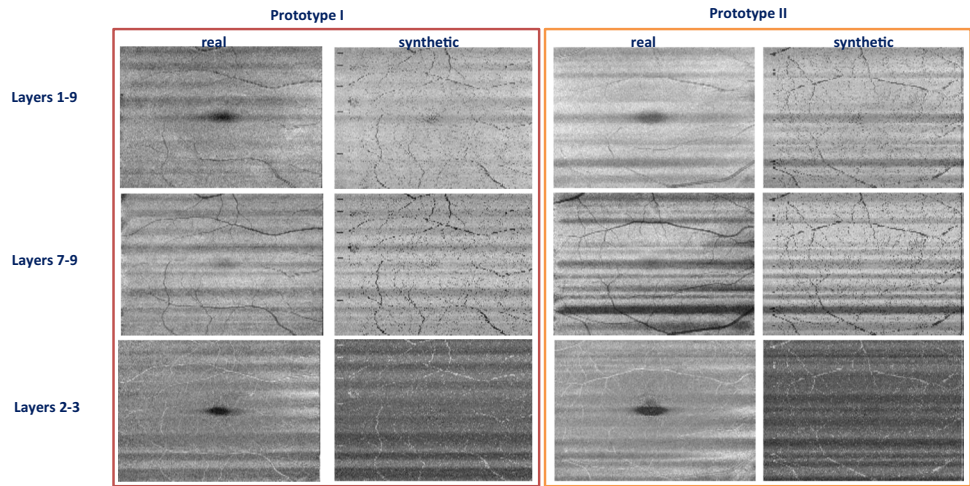 Prototype I
Prototype II
real
synthetic
real
synthetic
Layers 1-9
Layers 7-9
Layers 2-3